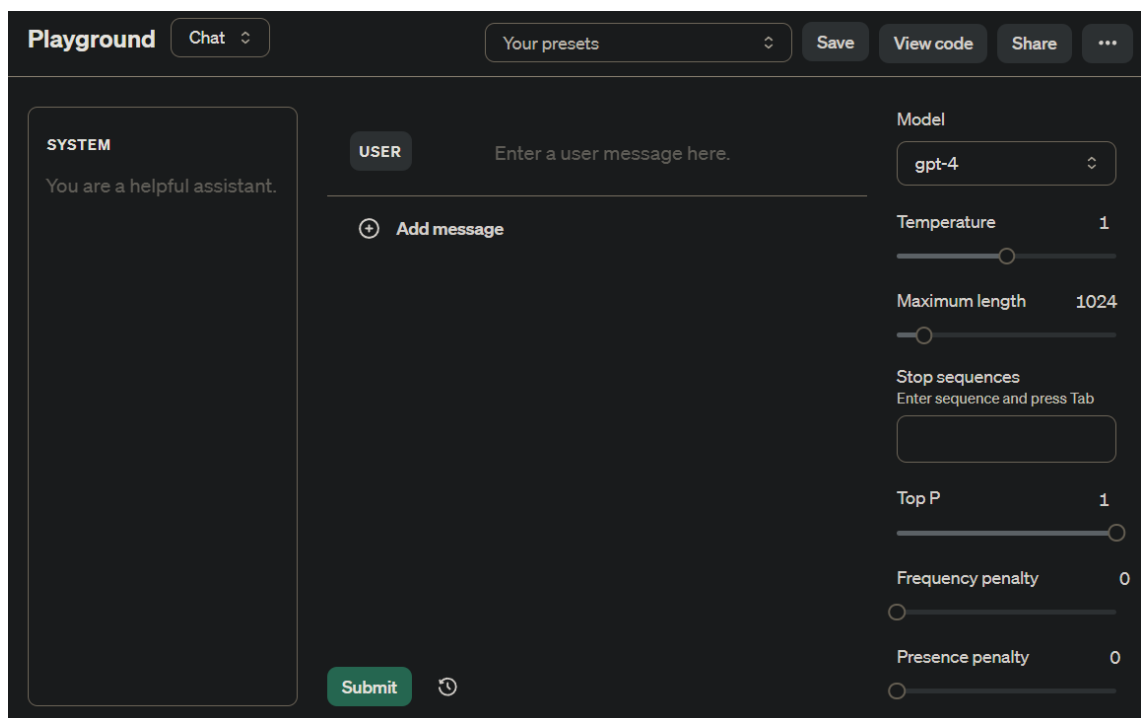 Playground
Chat
Your presets
Save
View code
Share
SYSTEM
You are a helpful assistant.
USER
Enter a user message here.
Add message
Submit
Model
gpt-4
Temperature 1
Maximum length 1024
Stop sequences
Enter sequence and press Tab
Top P 1
Frequency penalty 0
Presence penalty 0